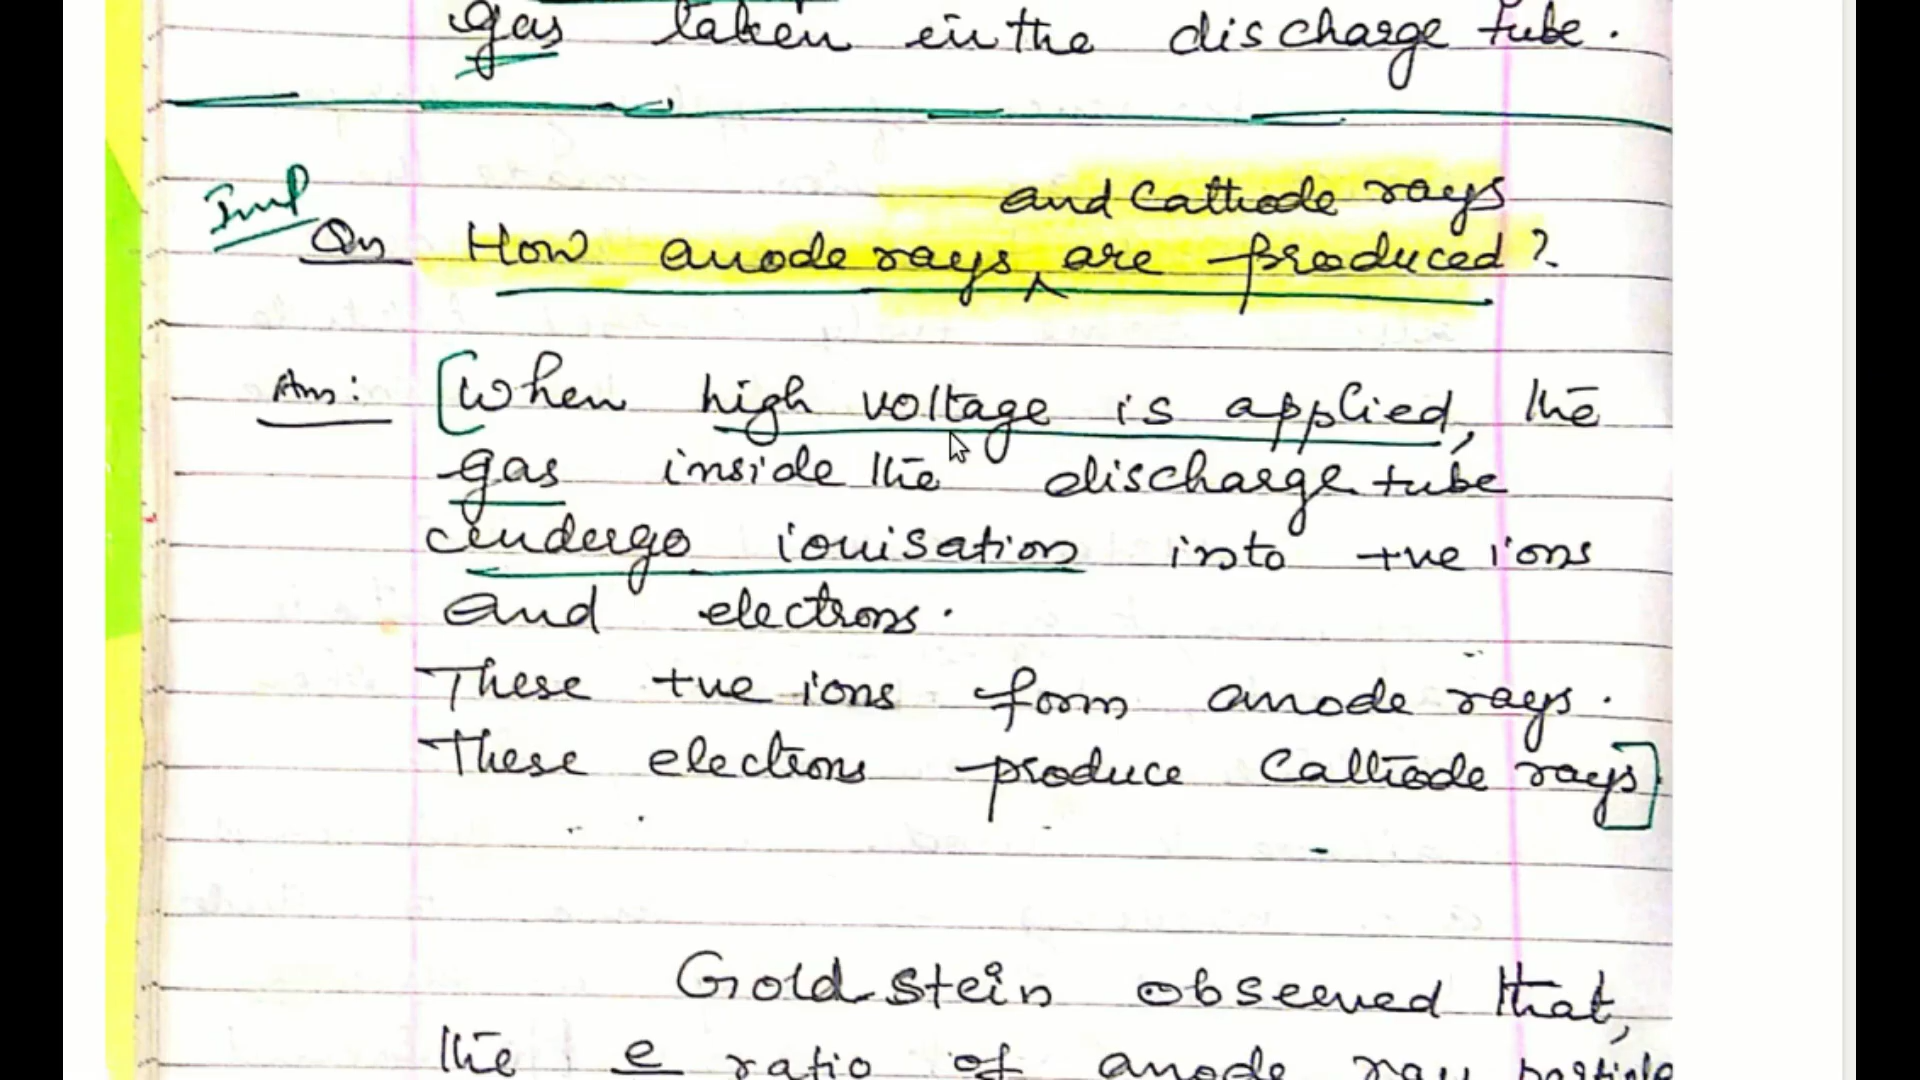 gas taken in the discharge tube.
Imp
and Cathode rays
Qn How anode rays ^ are produced?
Ans: [When high voltage is applied, the
gas inside the discharge tube
undergo ionisation into +ve ions
and electrons.
These +ve ions form anode rays.
These electrons produce Cathode rays]
Goldstein observed that,
the e ratio of anode ray particle